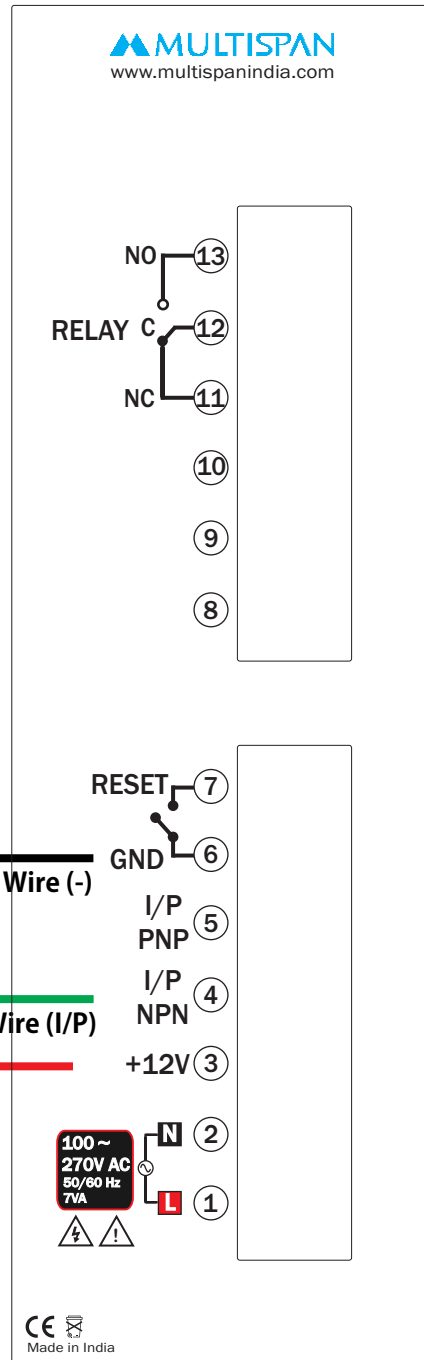 MULTISPAN
www.multispanindia.com
NO 13
RELAY C 12
NC 11
10
9
8
RESET 7
GND 6
Wire (-)
I/P
PNP 5
I/P
NPN 4
Wire (I/P)
+12V 3
N 2
100 ~
270V AC
50/60 Hz
7VA
L 1
CE
Made in India